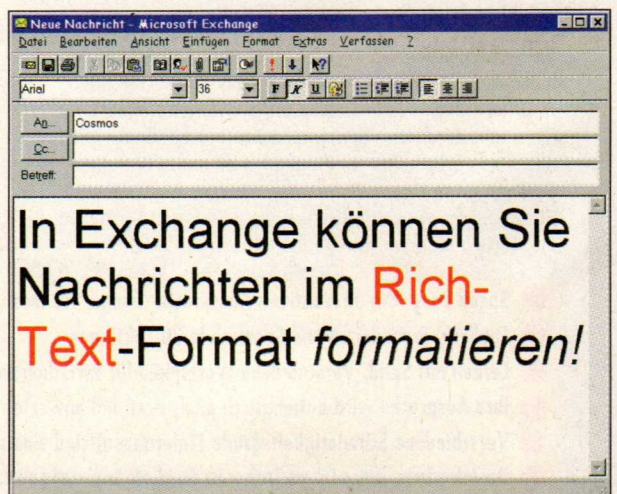 Neue Nachricht - Microsoft Exchange
Datei Bearbeiten Ansicht Einfügen Format Extras Verfassen ?
Arial 36 F K U
An... Cosmos
Cc...
Betreff:
In Exchange können Sie
Nachrichten im Rich-
Text-Format formatieren!